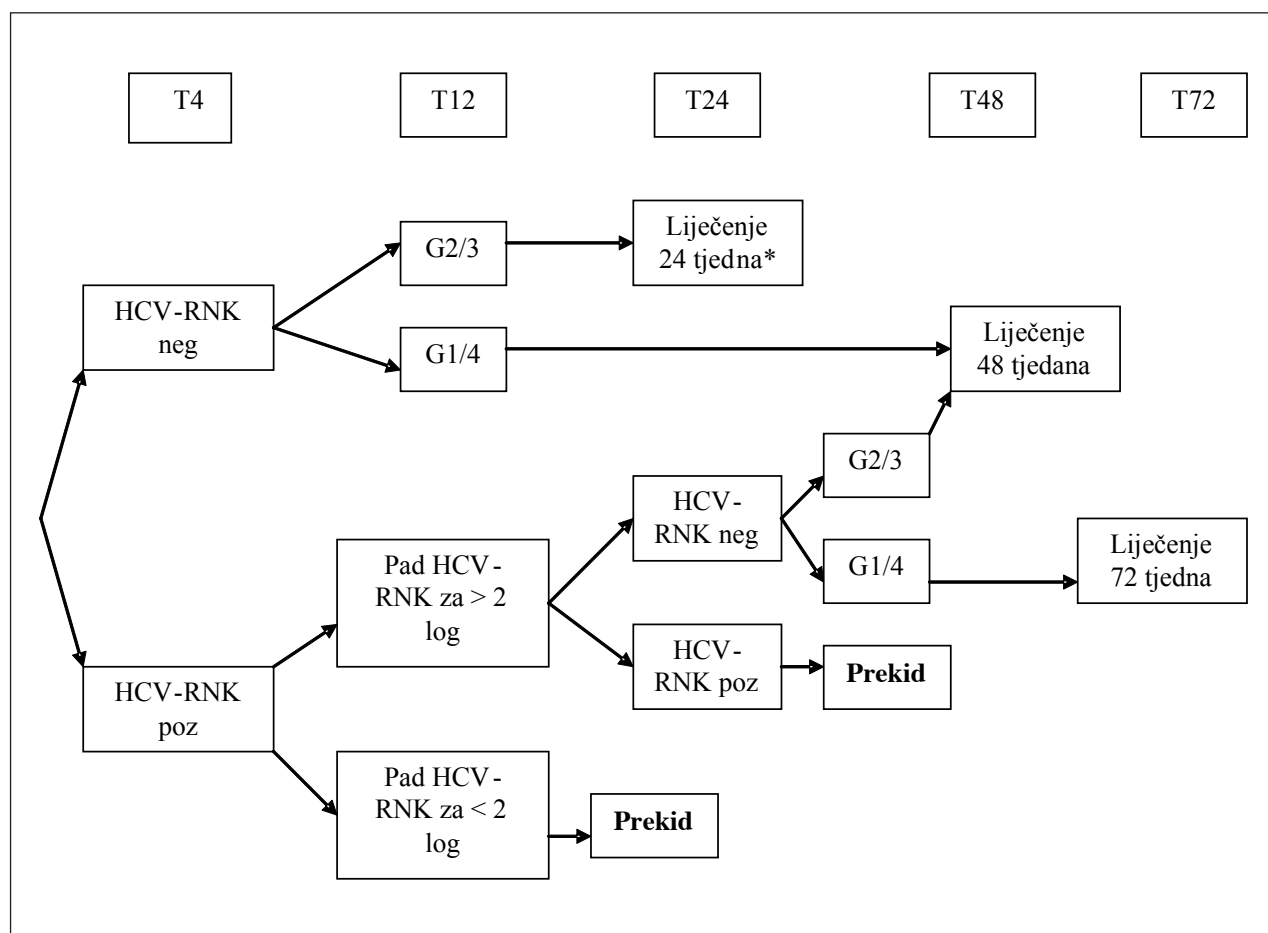 T4
T12
T24
T48
T72
G2/3
Liječenje
24 tjedna*
HCV-RNK
neg
G1/4
Liječenje
48 tjedana
G2/3
HCV-
RNK neg
G1/4
Liječenje
72 tjedna
Pad HCV-
RNK za > 2
log
HCV-
RNK poz
Prekid
HCV-RNK
poz
Pad HCV-
RNK za < 2
log
Prekid